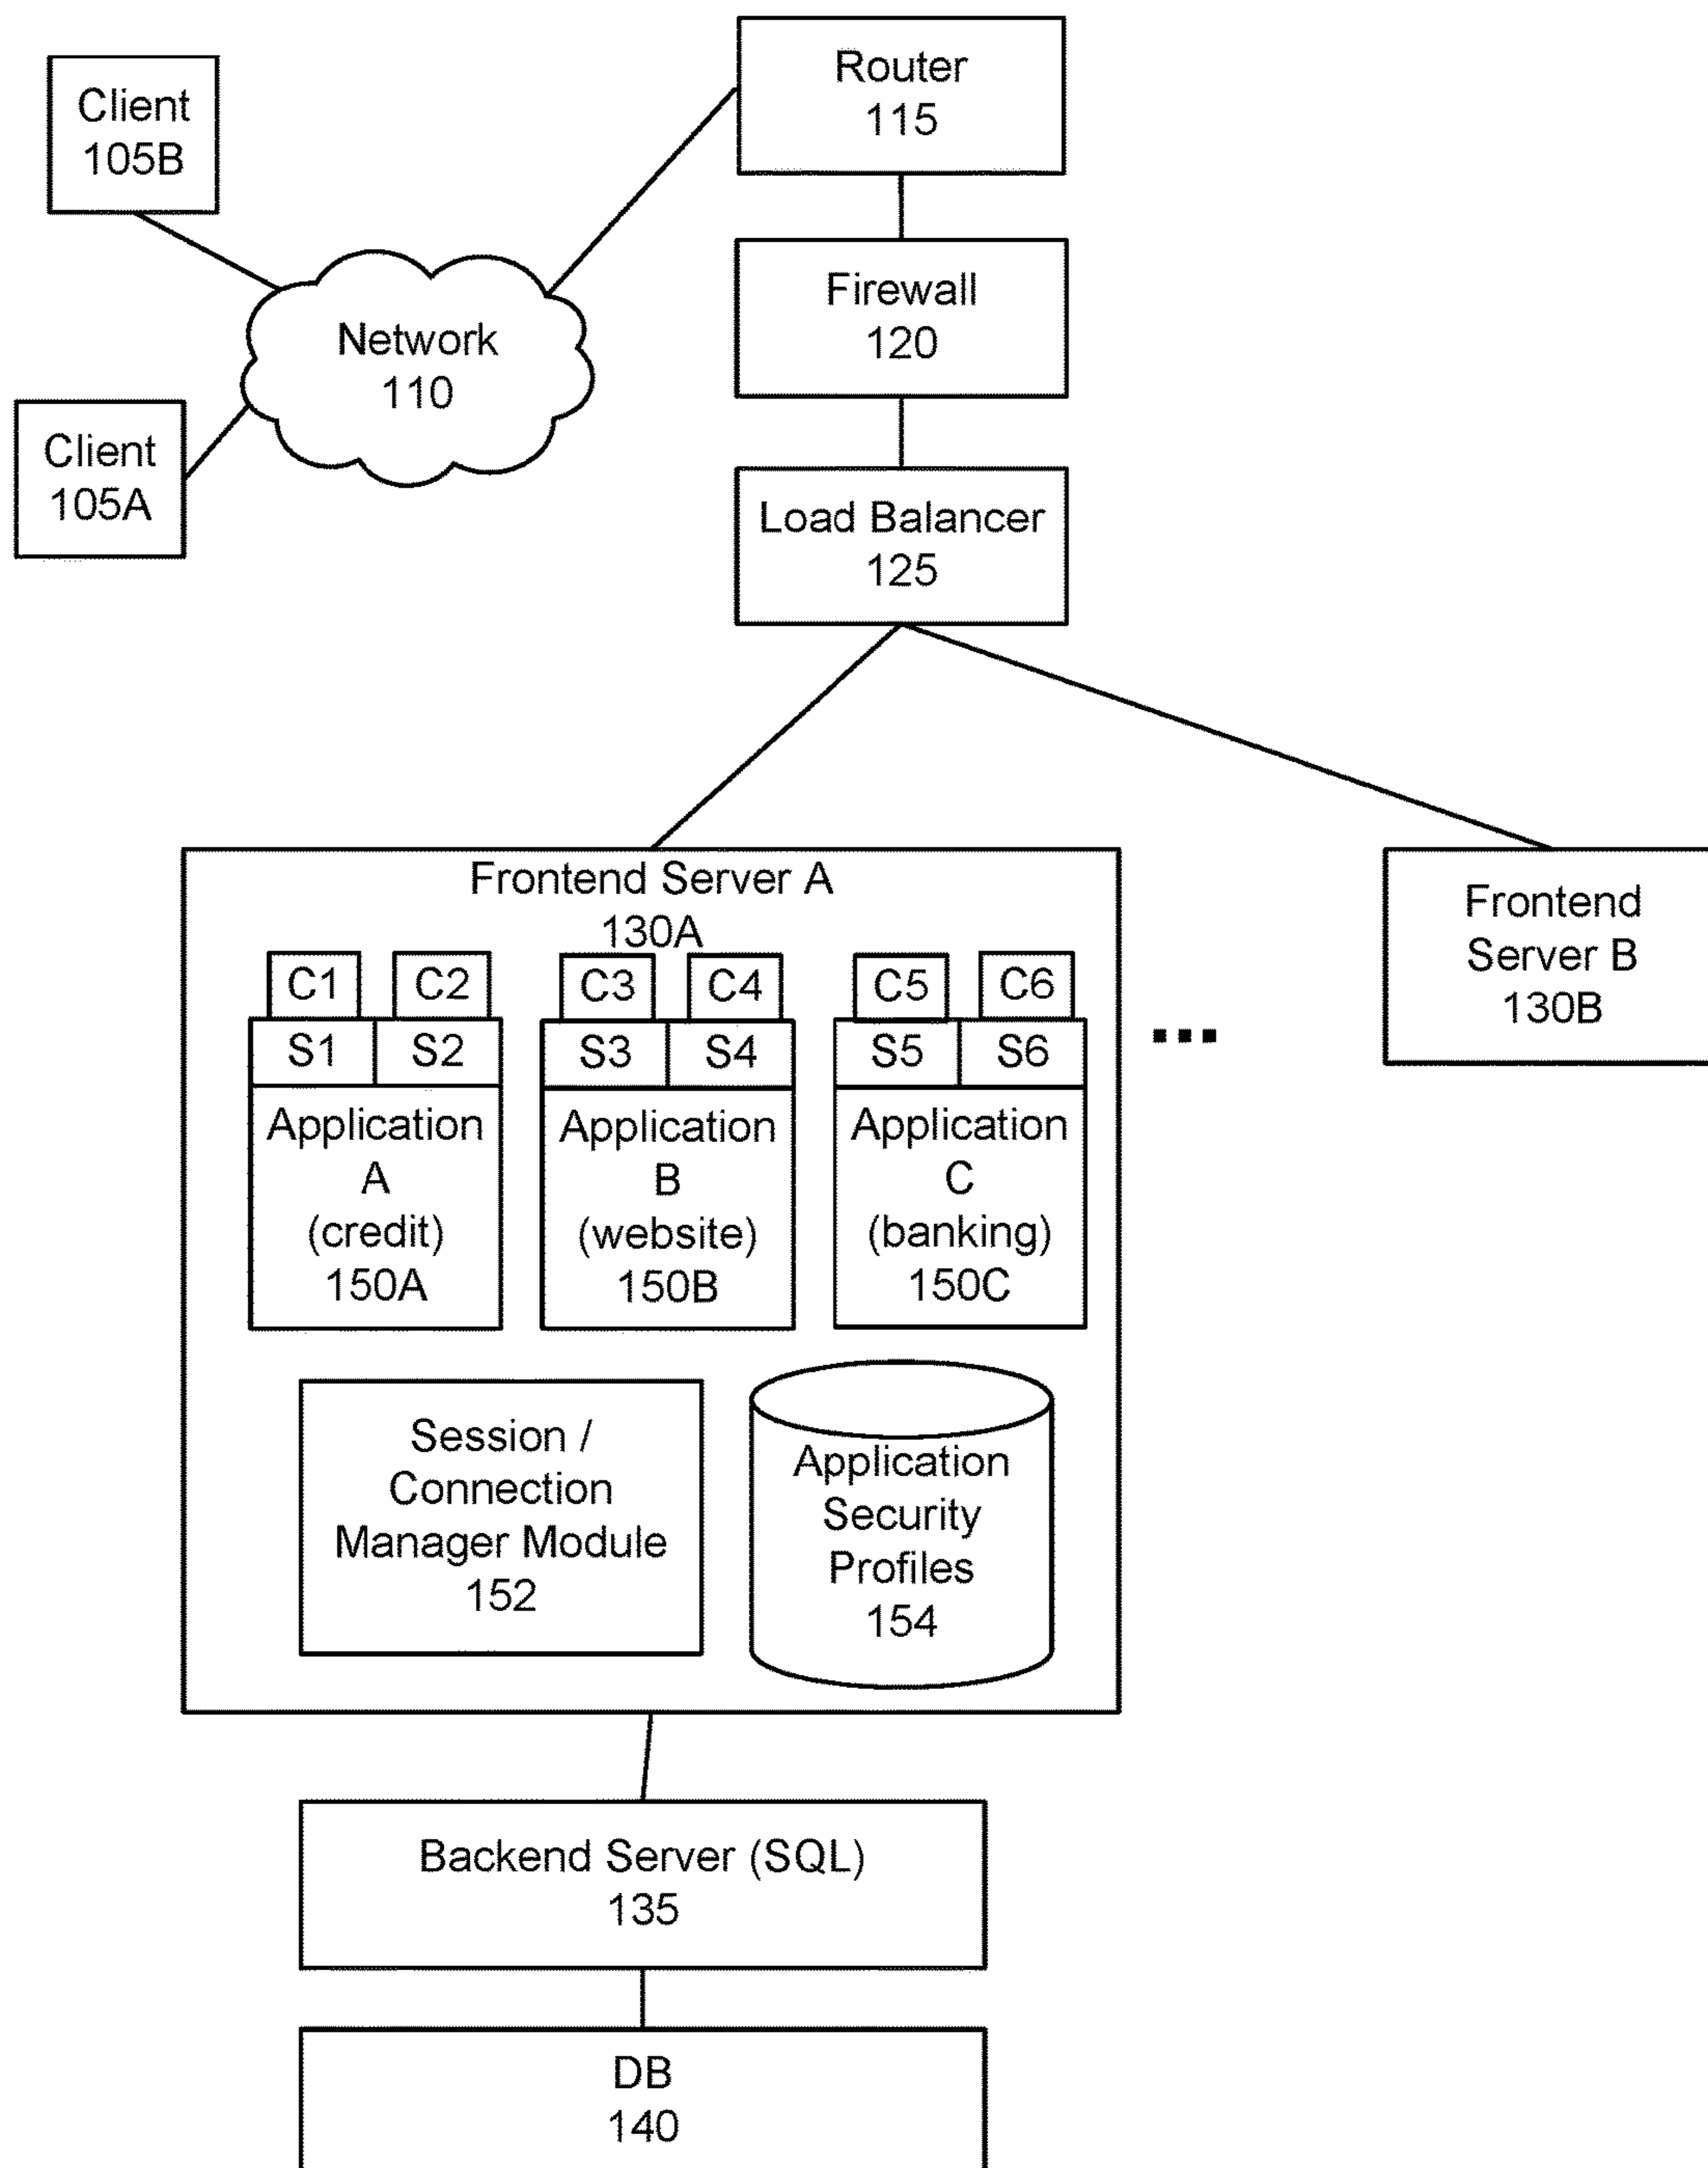 Router
115
Client
105B
Firewall
120
Network
110
Client
105A
Load Balancer
125
Frontend Server A
130A
C1 C2 C3 C4 C5 C6
S1 S2 S3 S4 S5 S6
Application
A
(credit)
150A
Application
B
(website)
150B
Application
C
(banking)
150C
...
Frontend
Server B
130B
Session /
Connection
Manager Module
152
Application
Security
Profiles
154
Backend Server (SQL)
135
DB
140